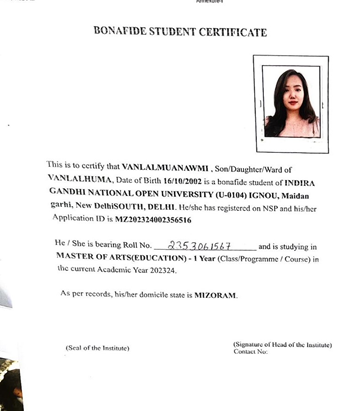 Annexure
BONAFIDE STUDENT CERTIFICATE
This is to certify that VANLALMUANAWMI , Son/Daughter/Ward of
VANLALHUMA, Date of Birth 16/10/2002 is a bonafide student of INDIRA
GANDHI NATIONAL OPEN UNIVERSITY (U-0104) IGNOU, Maidan
garhi, New DelhiSOUTH, DELHI. He/she has registered on NSP and his/her
Application ID is MZ202324002356516
He / She is bearing Roll No. 2353061567 and is studying in
MASTER OF ARTS(EDUCATION) - 1 Year (Class/Programme / Course) in
the current Academic Year 202324.
As per records, his/her domicile state is MIZORAM.
(Seal of the Institute)
(Signature of Head of the Institute)
Contact No: